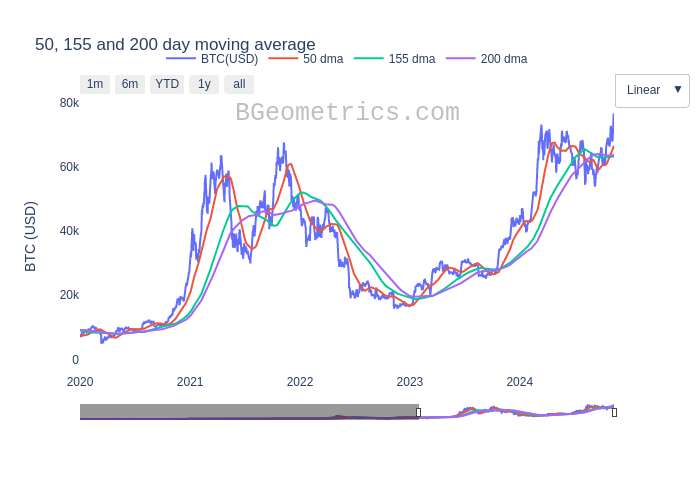 50, 155 and 200 day moving average
BTC(USD) 50 dma 155 dma 200 dma
1m 6m YTD 1y all
Linear ▼
BGeometrics.com
80k
60k
40k
20k
0
BTC (USD)
2020 2021 2022 2023 2024